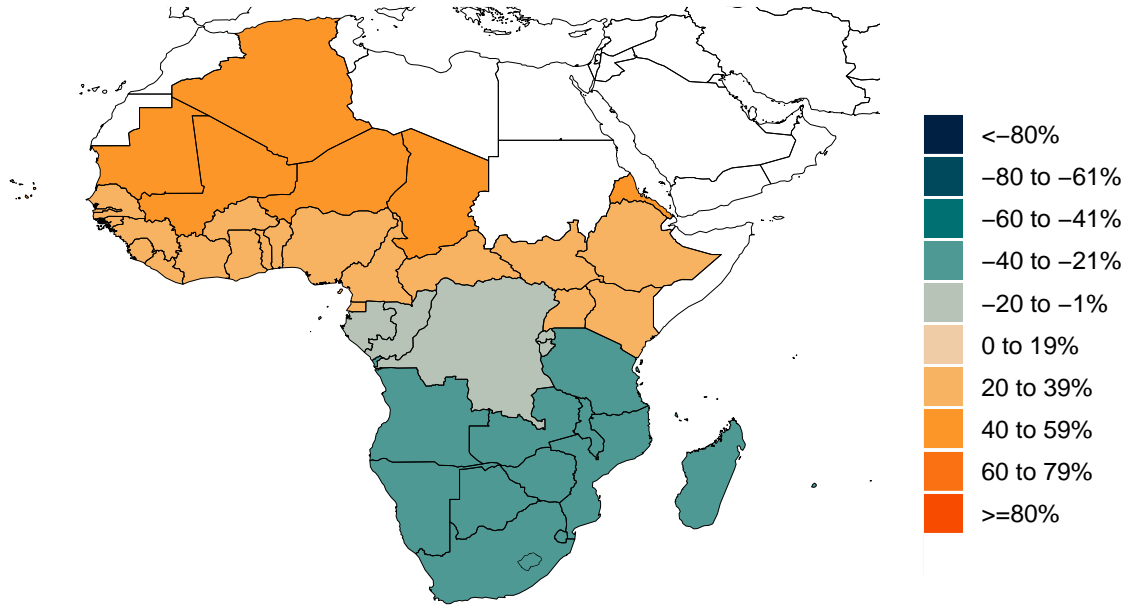 <−80%
−80 to −61%
−60 to −41%
−40 to −21%
−20 to −1%
0 to 19%
20 to 39%
40 to 59%
60 to 79%
>=80%